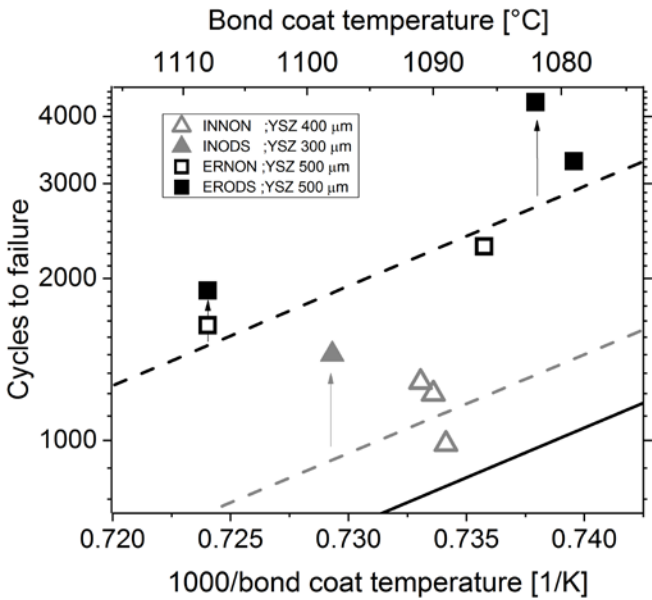 Bond coat temperature [°C]
1110 1100 1090 1080
4000
3000
2000
1000
Cycles to failure
INNON ;YSZ 400 μm
INODS ;YSZ 300 μm
ERNON ;YSZ 500 μm
ERODS ;YSZ 500 μm
0.720 0.725 0.730 0.735 0.740
1000/bond coat temperature [1/K]